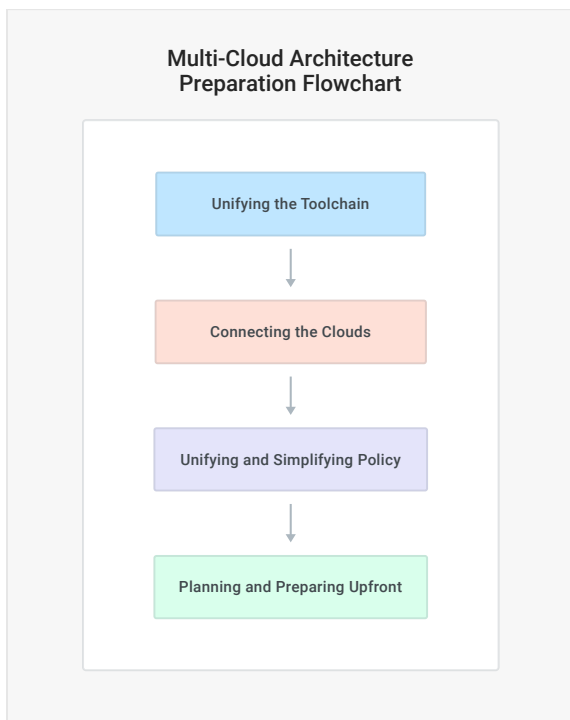 Multi-Cloud Architecture
Preparation Flowchart
Unifying the Toolchain
Connecting the Clouds
Unifying and Simplifying Policy
Planning and Preparing Upfront